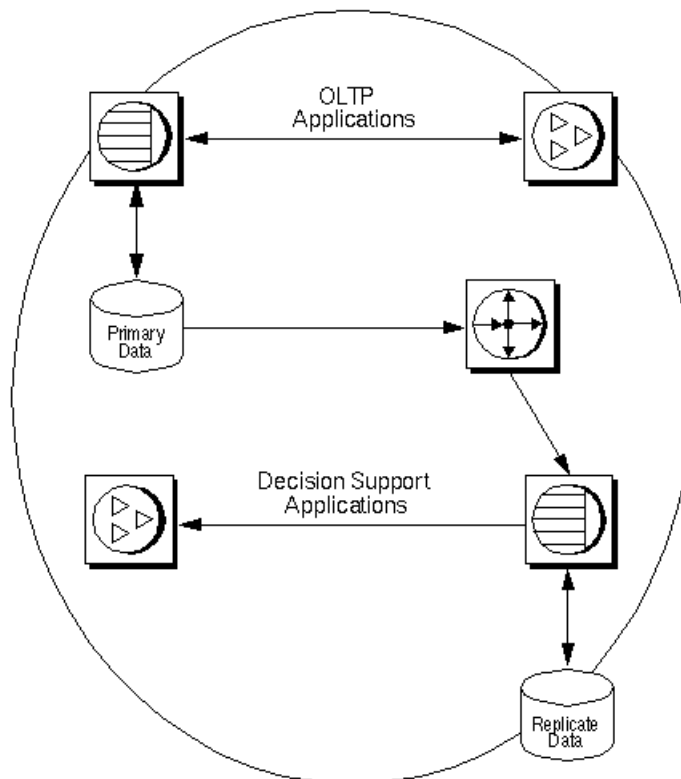 OLTP
Applications
Primary
Data
Decision Support
Applications
Replicate
Data